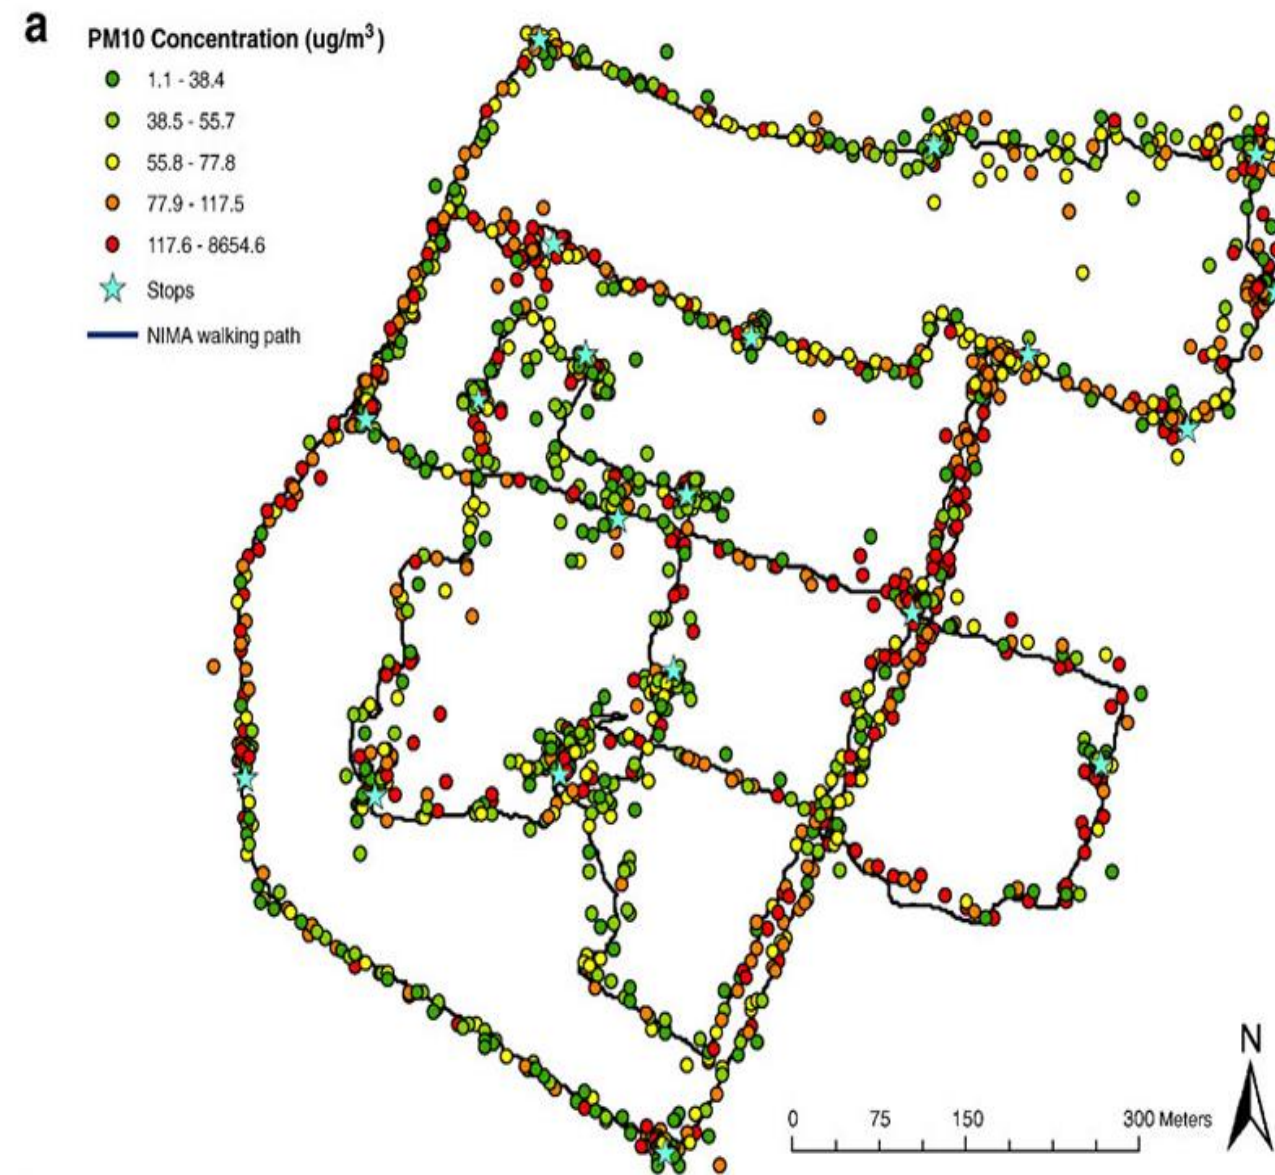 a
PM10 Concentration (ug/m³)
1.1 - 38.4
38.5 - 55.7
55.8 - 77.8
77.9 - 117.5
117.6 - 8654.6
Stops
NIMA walking path
N
0 75 150 300 Meters